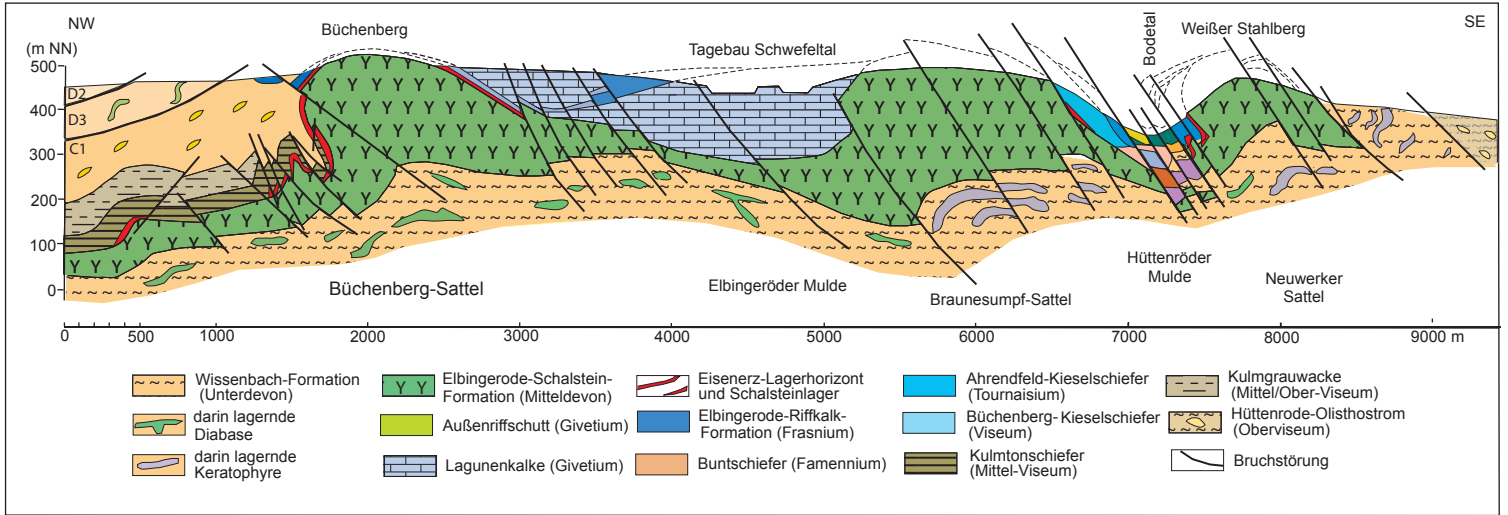 NW
SE
(m NN)
Büchenberg
Tagebau Schwefeltal
Bodetal
Weißer Stahlberg
500
400
300
200
100
0
D2
D3
C1
Büchenberg-Sattel
Elbingeröder Mulde
Braunesumpf-Sattel
Hüttenröder
Mulde
Neuwerker
Sattel
0 500 1000 2000 3000 4000 5000 6000 7000 8000 9000 m
Wissenbach-Formation
(Unterdevon)
darin lagernde
Diabase
darin lagernde
Keratophyre
Elbingerode-Schalstein-
Formation (Mitteldevon)
Außenriffschutt (Givetium)
Lagunenkalke (Givetium)
Eisenerz-Lagerhorizont
und Schalsteinlager
Elbingerode-Riffkalk-
Formation (Frasnium)
Buntschiefer (Famennium)
Ahrendfeld-Kieselschiefer
(Tournaisium)
Büchenberg-Kieselschiefer
(Viseum)
Kulmtonschiefer
(Mittel-Viseum)
Kulmgrauwacke
(Mittel/Ober-Viseum)
Hüttenrode-Olisthostrom
(Oberviseum)
Bruchstörung